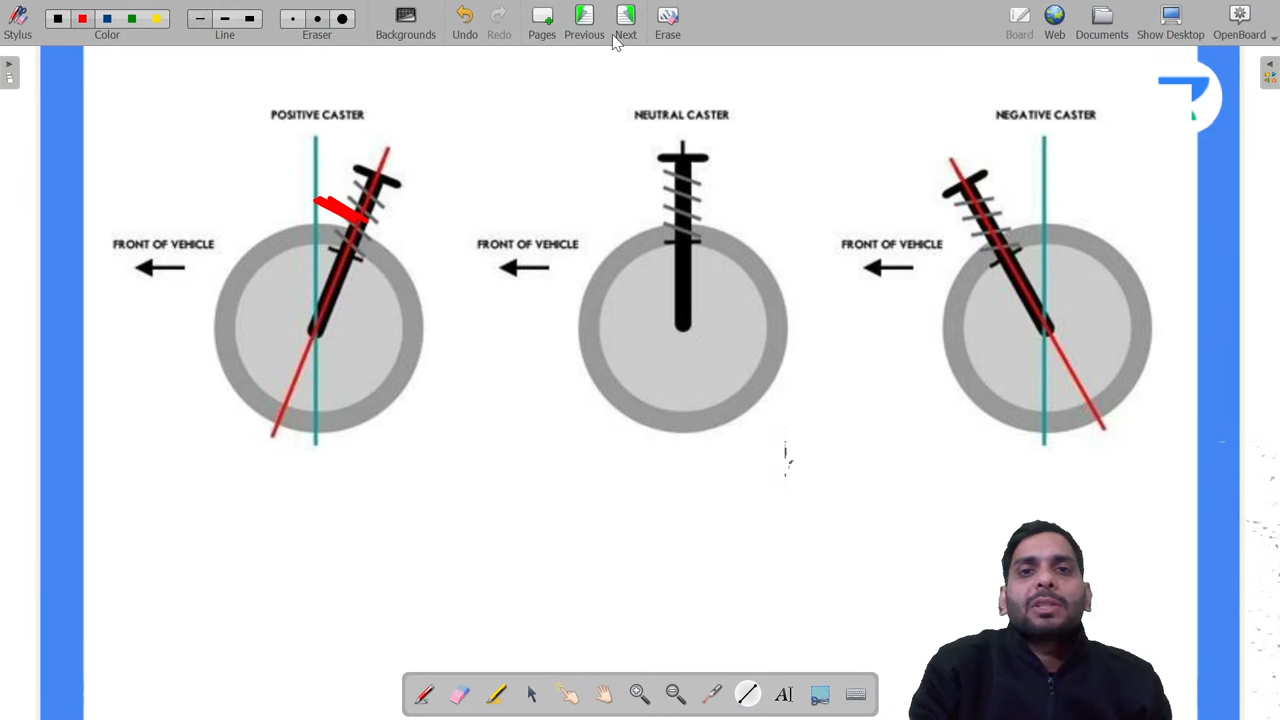 Stylus
Color
Line
Eraser
Backgrounds
Undo
Redo
Pages
Previous
Next
Erase
Board
Web
Documents
Show Desktop
OpenBoard
POSITIVE CASTER
NEUTRAL CASTER
NEGATIVE CASTER
FRONT OF VEHICLE
FRONT OF VEHICLE
FRONT OF VEHICLE
AI